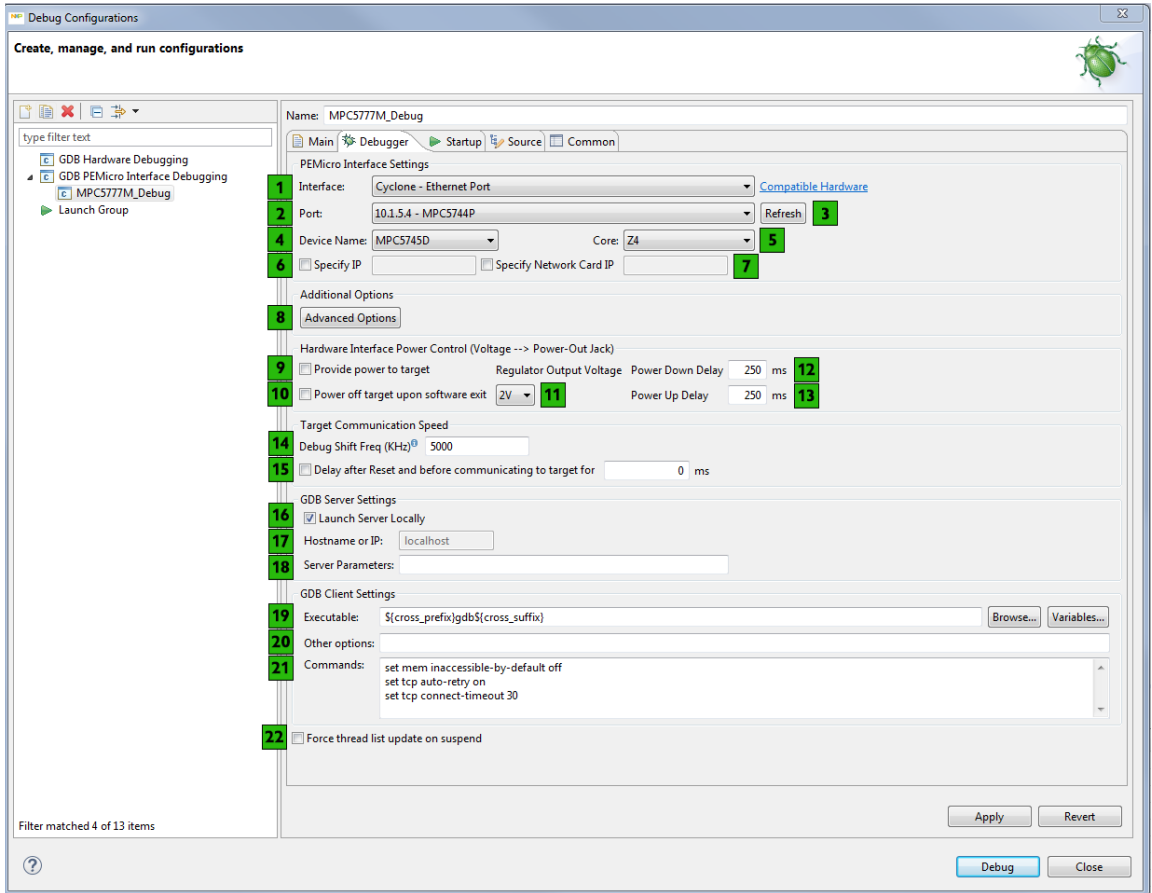 NXP Debug Configurations
Create, manage, and run configurations
type filter text
GDB Hardware Debugging
GDB PEMicro Interface Debugging
MPC5777M_Debug
Launch Group
Filter matched 4 of 13 items
Name: MPC5777M_Debug
Main Debugger Startup Source Common
PEMicro Interface Settings
1 Interface: Cyclone - Ethernet Port Compatible Hardware
2 Port: 10.1.5.4 - MPC5744P Refresh 3
4 Device Name: MPC5745D Core: Z4 5
6 Specify IP Specify Network Card IP 7
Additional Options
8 Advanced Options
Hardware Interface Power Control (Voltage --> Power-Out Jack)
9 Provide power to target Regulator Output Voltage Power Down Delay 250 ms 12
10 Power off target upon software exit 2V 11 Power Up Delay 250 ms 13
Target Communication Speed
14 Debug Shift Freq (KHz) 5000
15 Delay after Reset and before communicating to target for 0 ms
GDB Server Settings
16 Launch Server Locally
17 Hostname or IP: localhost
18 Server Parameters:
GDB Client Settings
19 Executable: ${cross_prefix}gdb${cross_suffix} Browse... Variables...
20 Other options:
21 Commands: set mem inaccessible-by-default off
set tcp auto-retry on
set tcp connect-timeout 30
22 Force thread list update on suspend
Apply Revert
? Debug Close